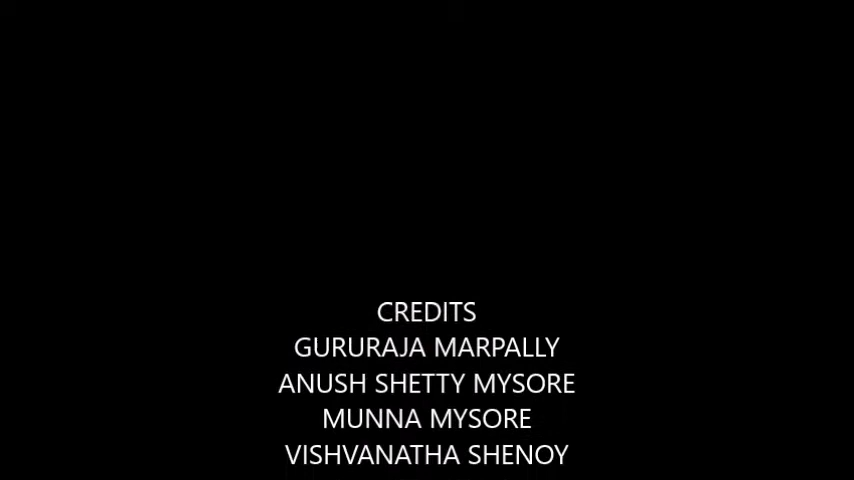 CREDITS
GURURAJA MARPALLY
ANUSH SHETTY MYSORE
MUNNA MYSORE
VISHVANATHA SHENOY